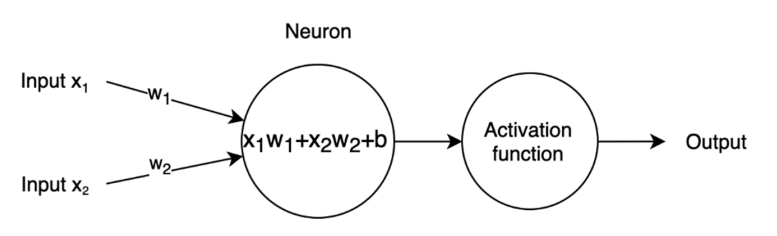 Neuron
Input x₁
w₁
x₁w₁+x₂w₂+b
Activation
function
Output
w₂
Input x₂